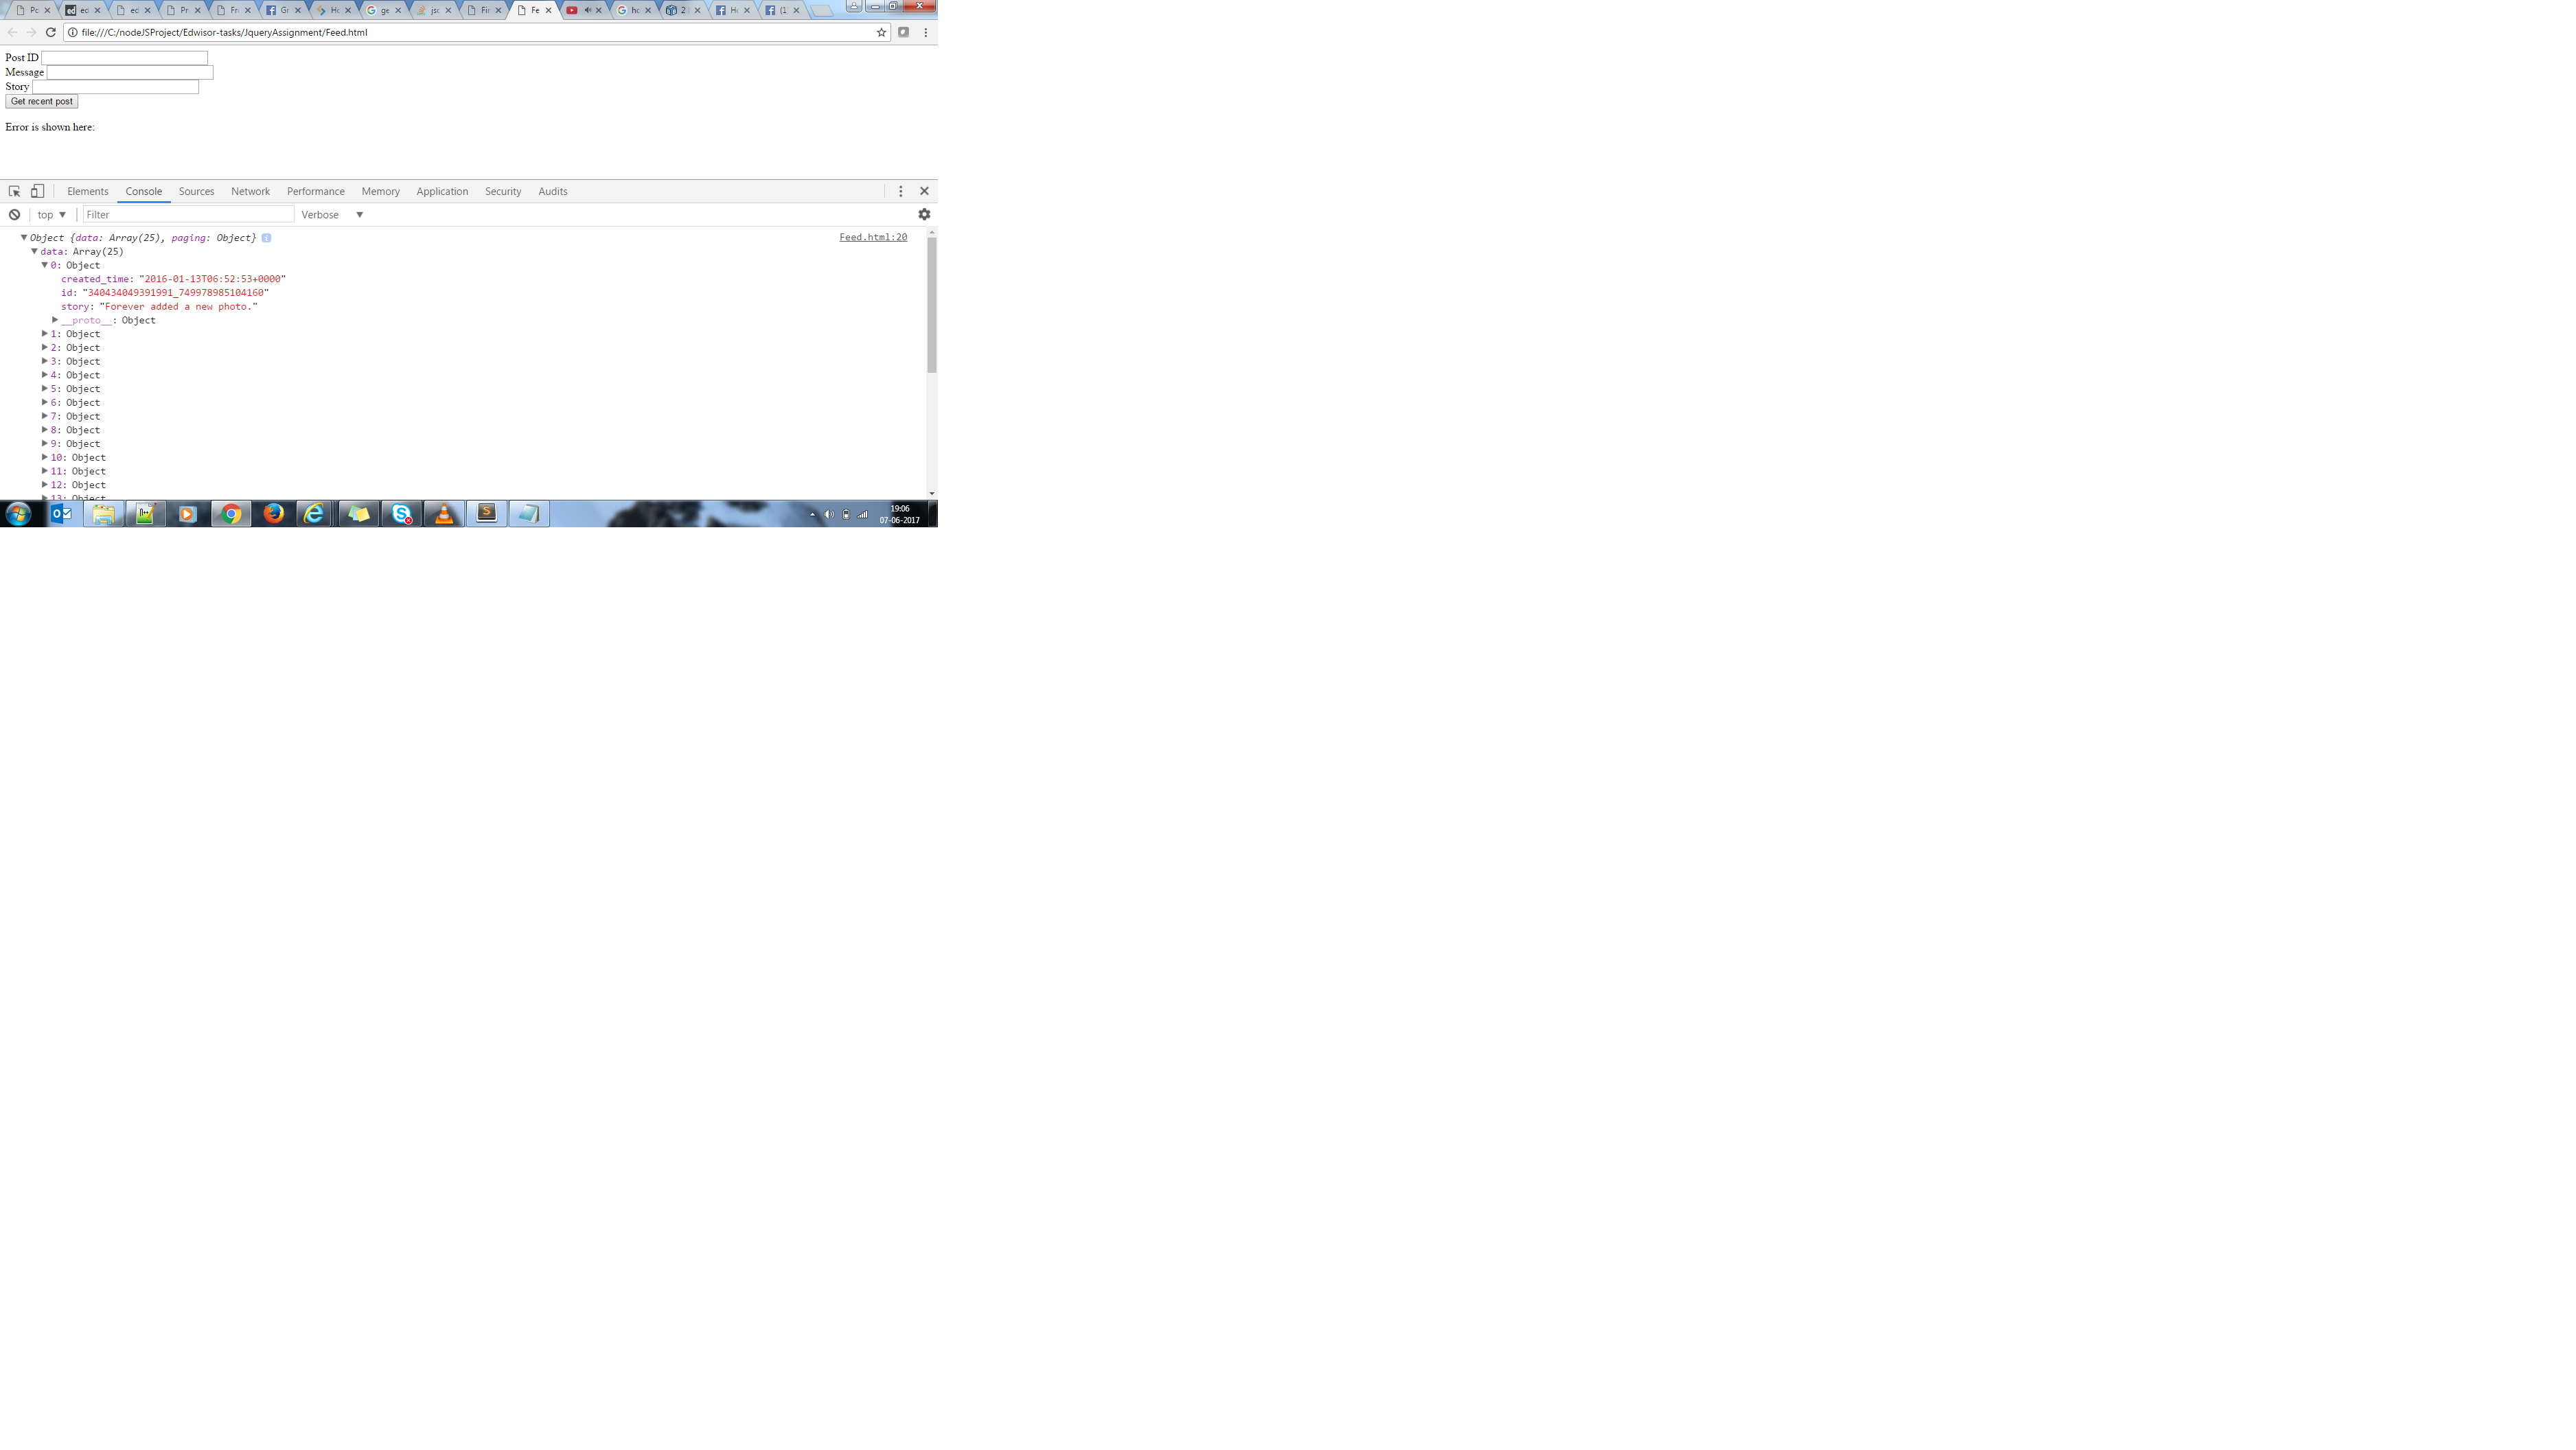 Po
ed ec
ec
Pr
Fr
Gr
Ho
ge
jsc
Fir
Fe
hc
2
H
(1
file:///C:/nodeJSProject/Edwisor-tasks/JqueryAssignment/Feed.html
Post ID
Message
Story
Get recent post
Error is shown here:
Elements Console Sources Network Performance Memory Application Security Audits
top Filter Verbose
Object {data: Array(25), paging: Object} Feed.html:20
data: Array(25)
0: Object
created_time: "2016-01-13T06:52:53+0000"
id: "340434049391991_749978985104160"
story: "Forever added a new photo."
__proto__: Object
1: Object
2: Object
3: Object
4: Object
5: Object
6: Object
7: Object
8: Object
9: Object
10: Object
11: Object
12: Object
13: Object
19:06
07-06-2017